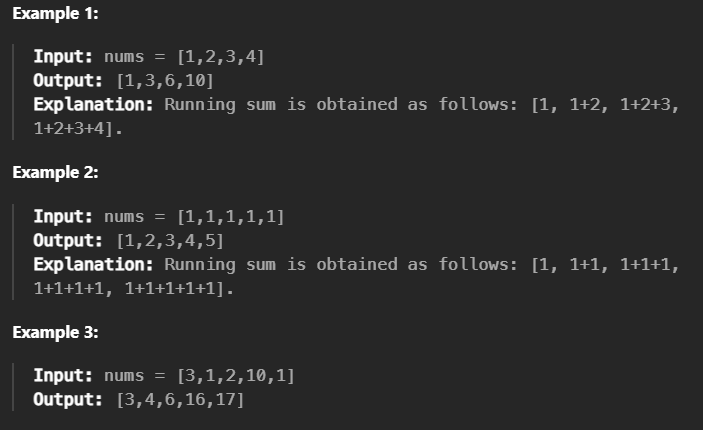 Example 1:
Input: nums = [1,2,3,4]
Output: [1,3,6,10]
Explanation: Running sum is obtained as follows: [1, 1+2, 1+2+3,
1+2+3+4].
Example 2:
Input: nums = [1,1,1,1,1]
Output: [1,2,3,4,5]
Explanation: Running sum is obtained as follows: [1, 1+1, 1+1+1,
1+1+1+1, 1+1+1+1+1].
Example 3:
Input: nums = [3,1,2,10,1]
Output: [3,4,6,16,17]